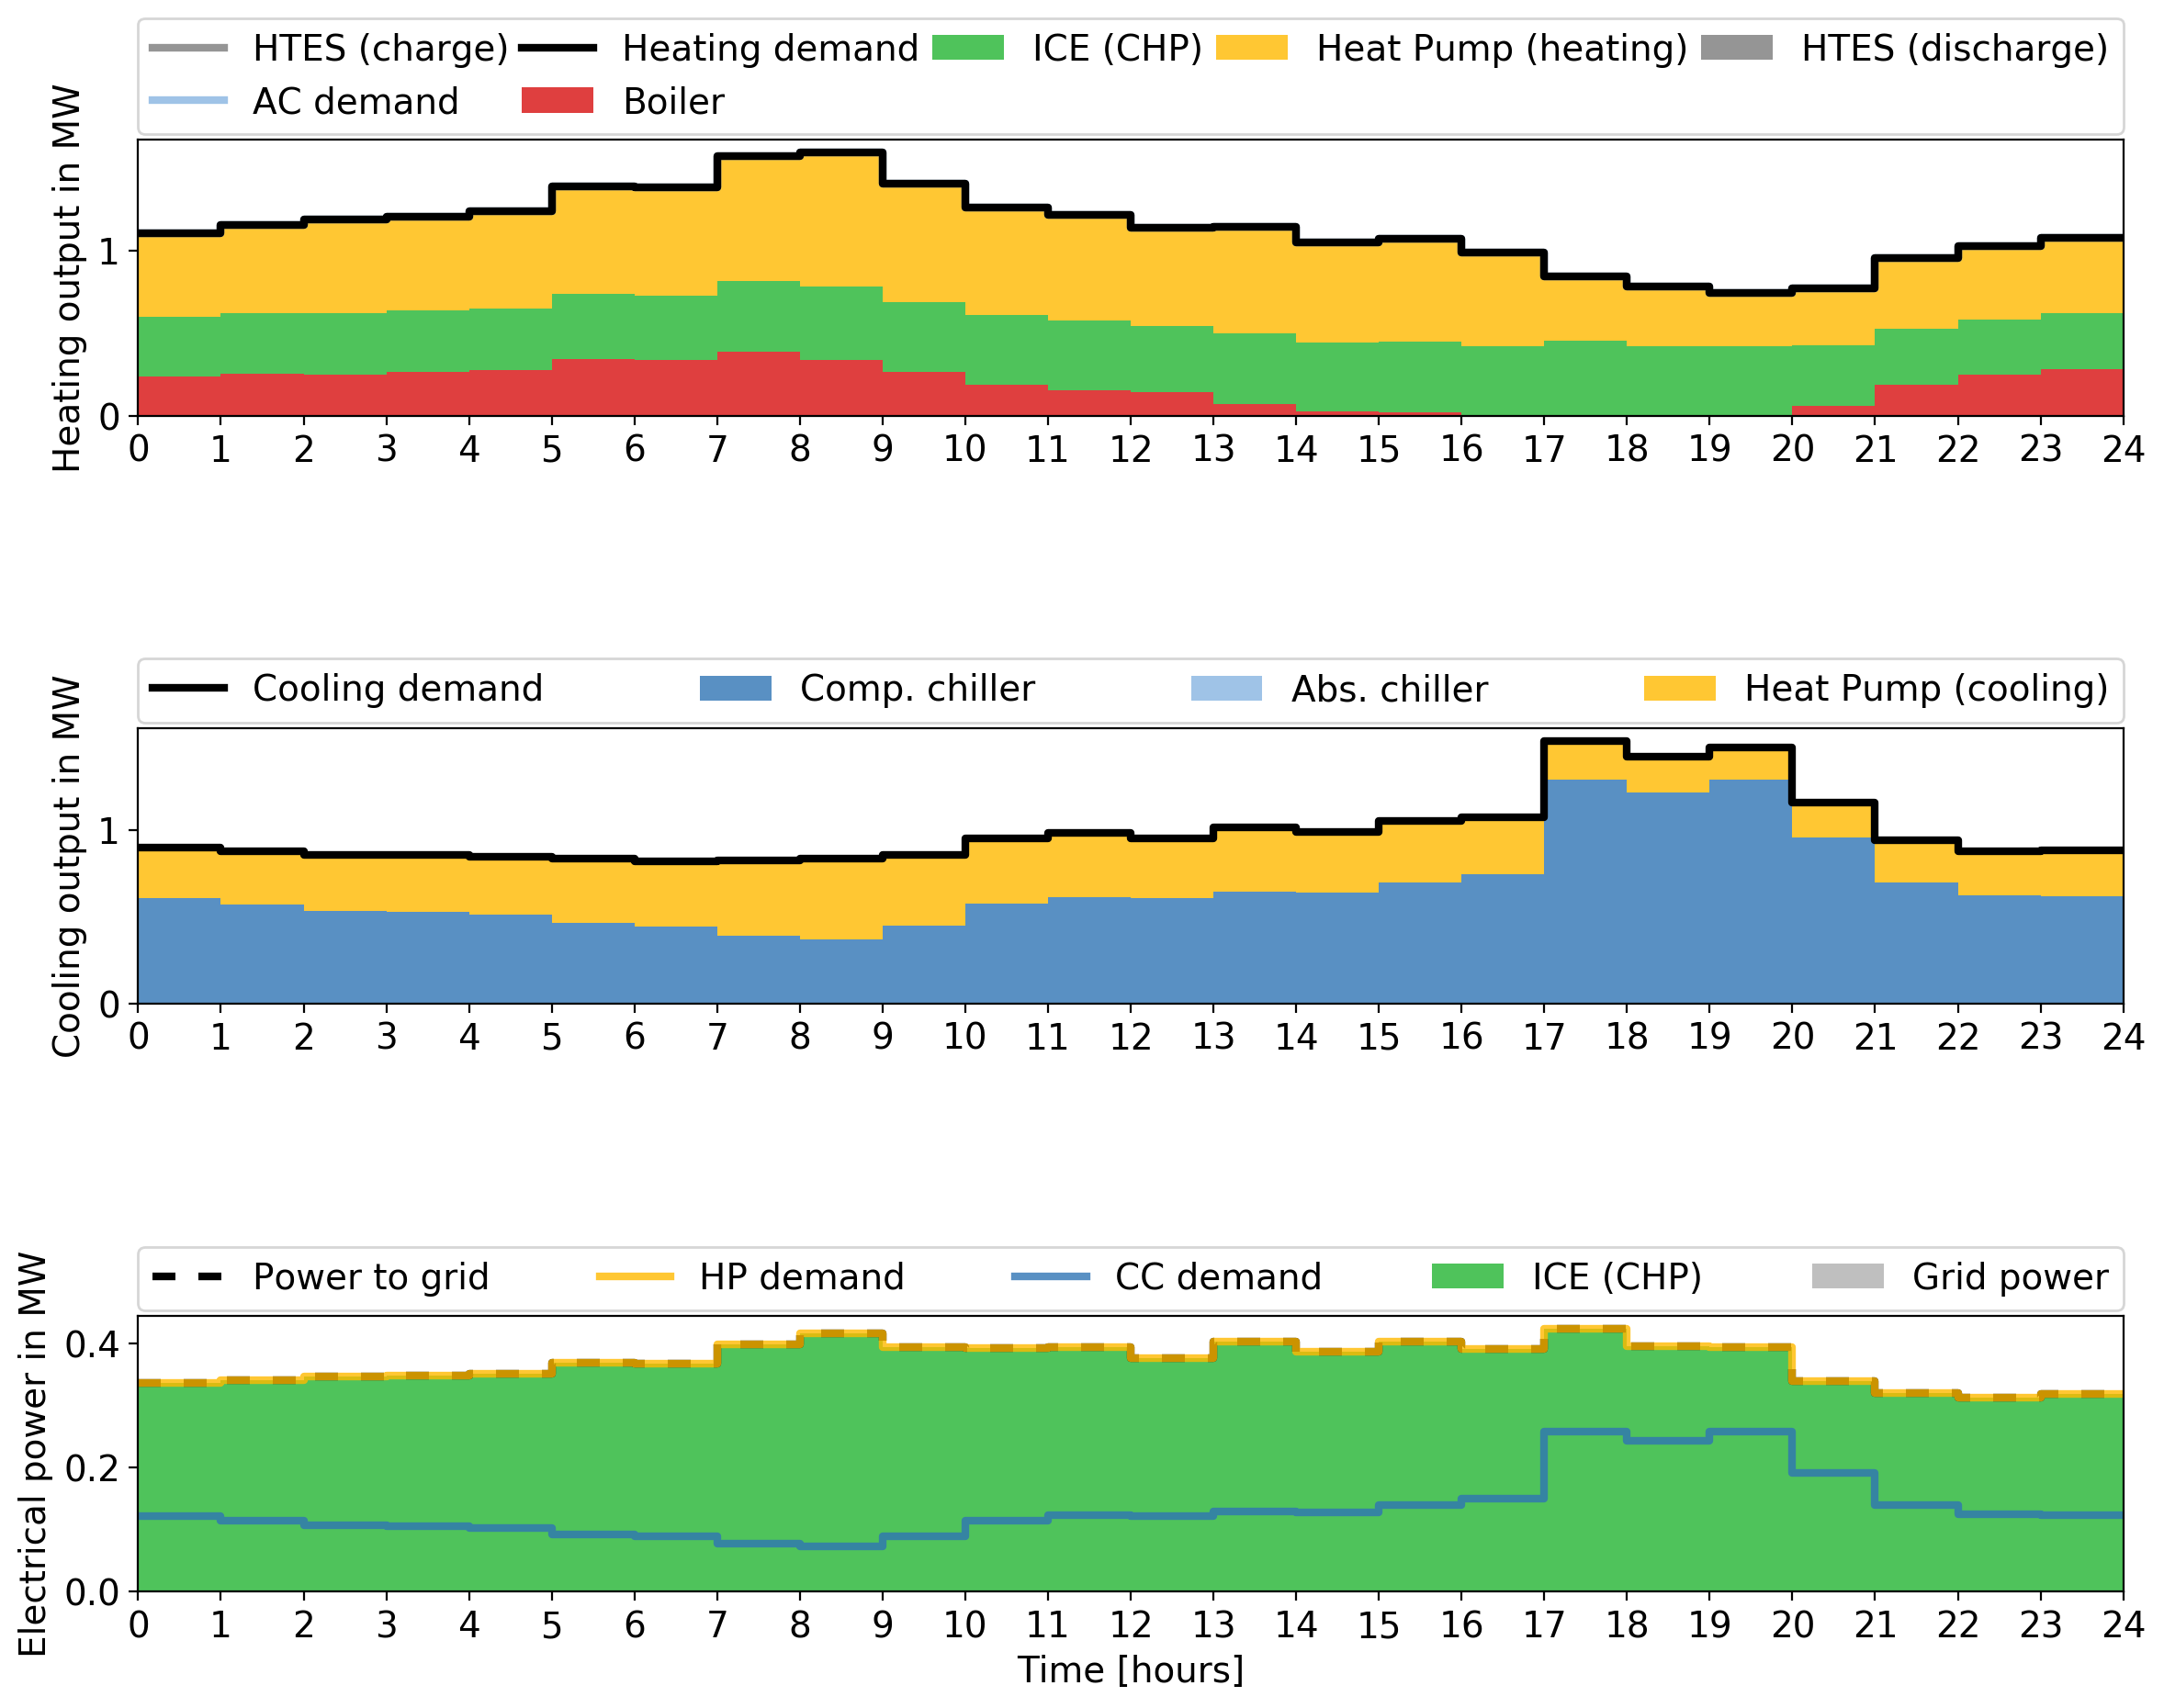 HTES (charge) Heating demand ICE (CHP) Heat Pump (heating) HTES (discharge)
AC demand Boiler
Heating output in MW
1
0
0 1 2 3 4 5 6 7 8 9 10 11 12 13 14 15 16 17 18 19 20 21 22 23 24
Cooling demand Comp. chiller Abs. chiller Heat Pump (cooling)
Cooling output in MW
1
0
0 1 2 3 4 5 6 7 8 9 10 11 12 13 14 15 16 17 18 19 20 21 22 23 24
Power to grid HP demand CC demand ICE (CHP) Grid power
Electrical power in MW
0.4
0.2
0.0
0 1 2 3 4 5 6 7 8 9 10 11 12 13 14 15 16 17 18 19 20 21 22 23 24
Time [hours]